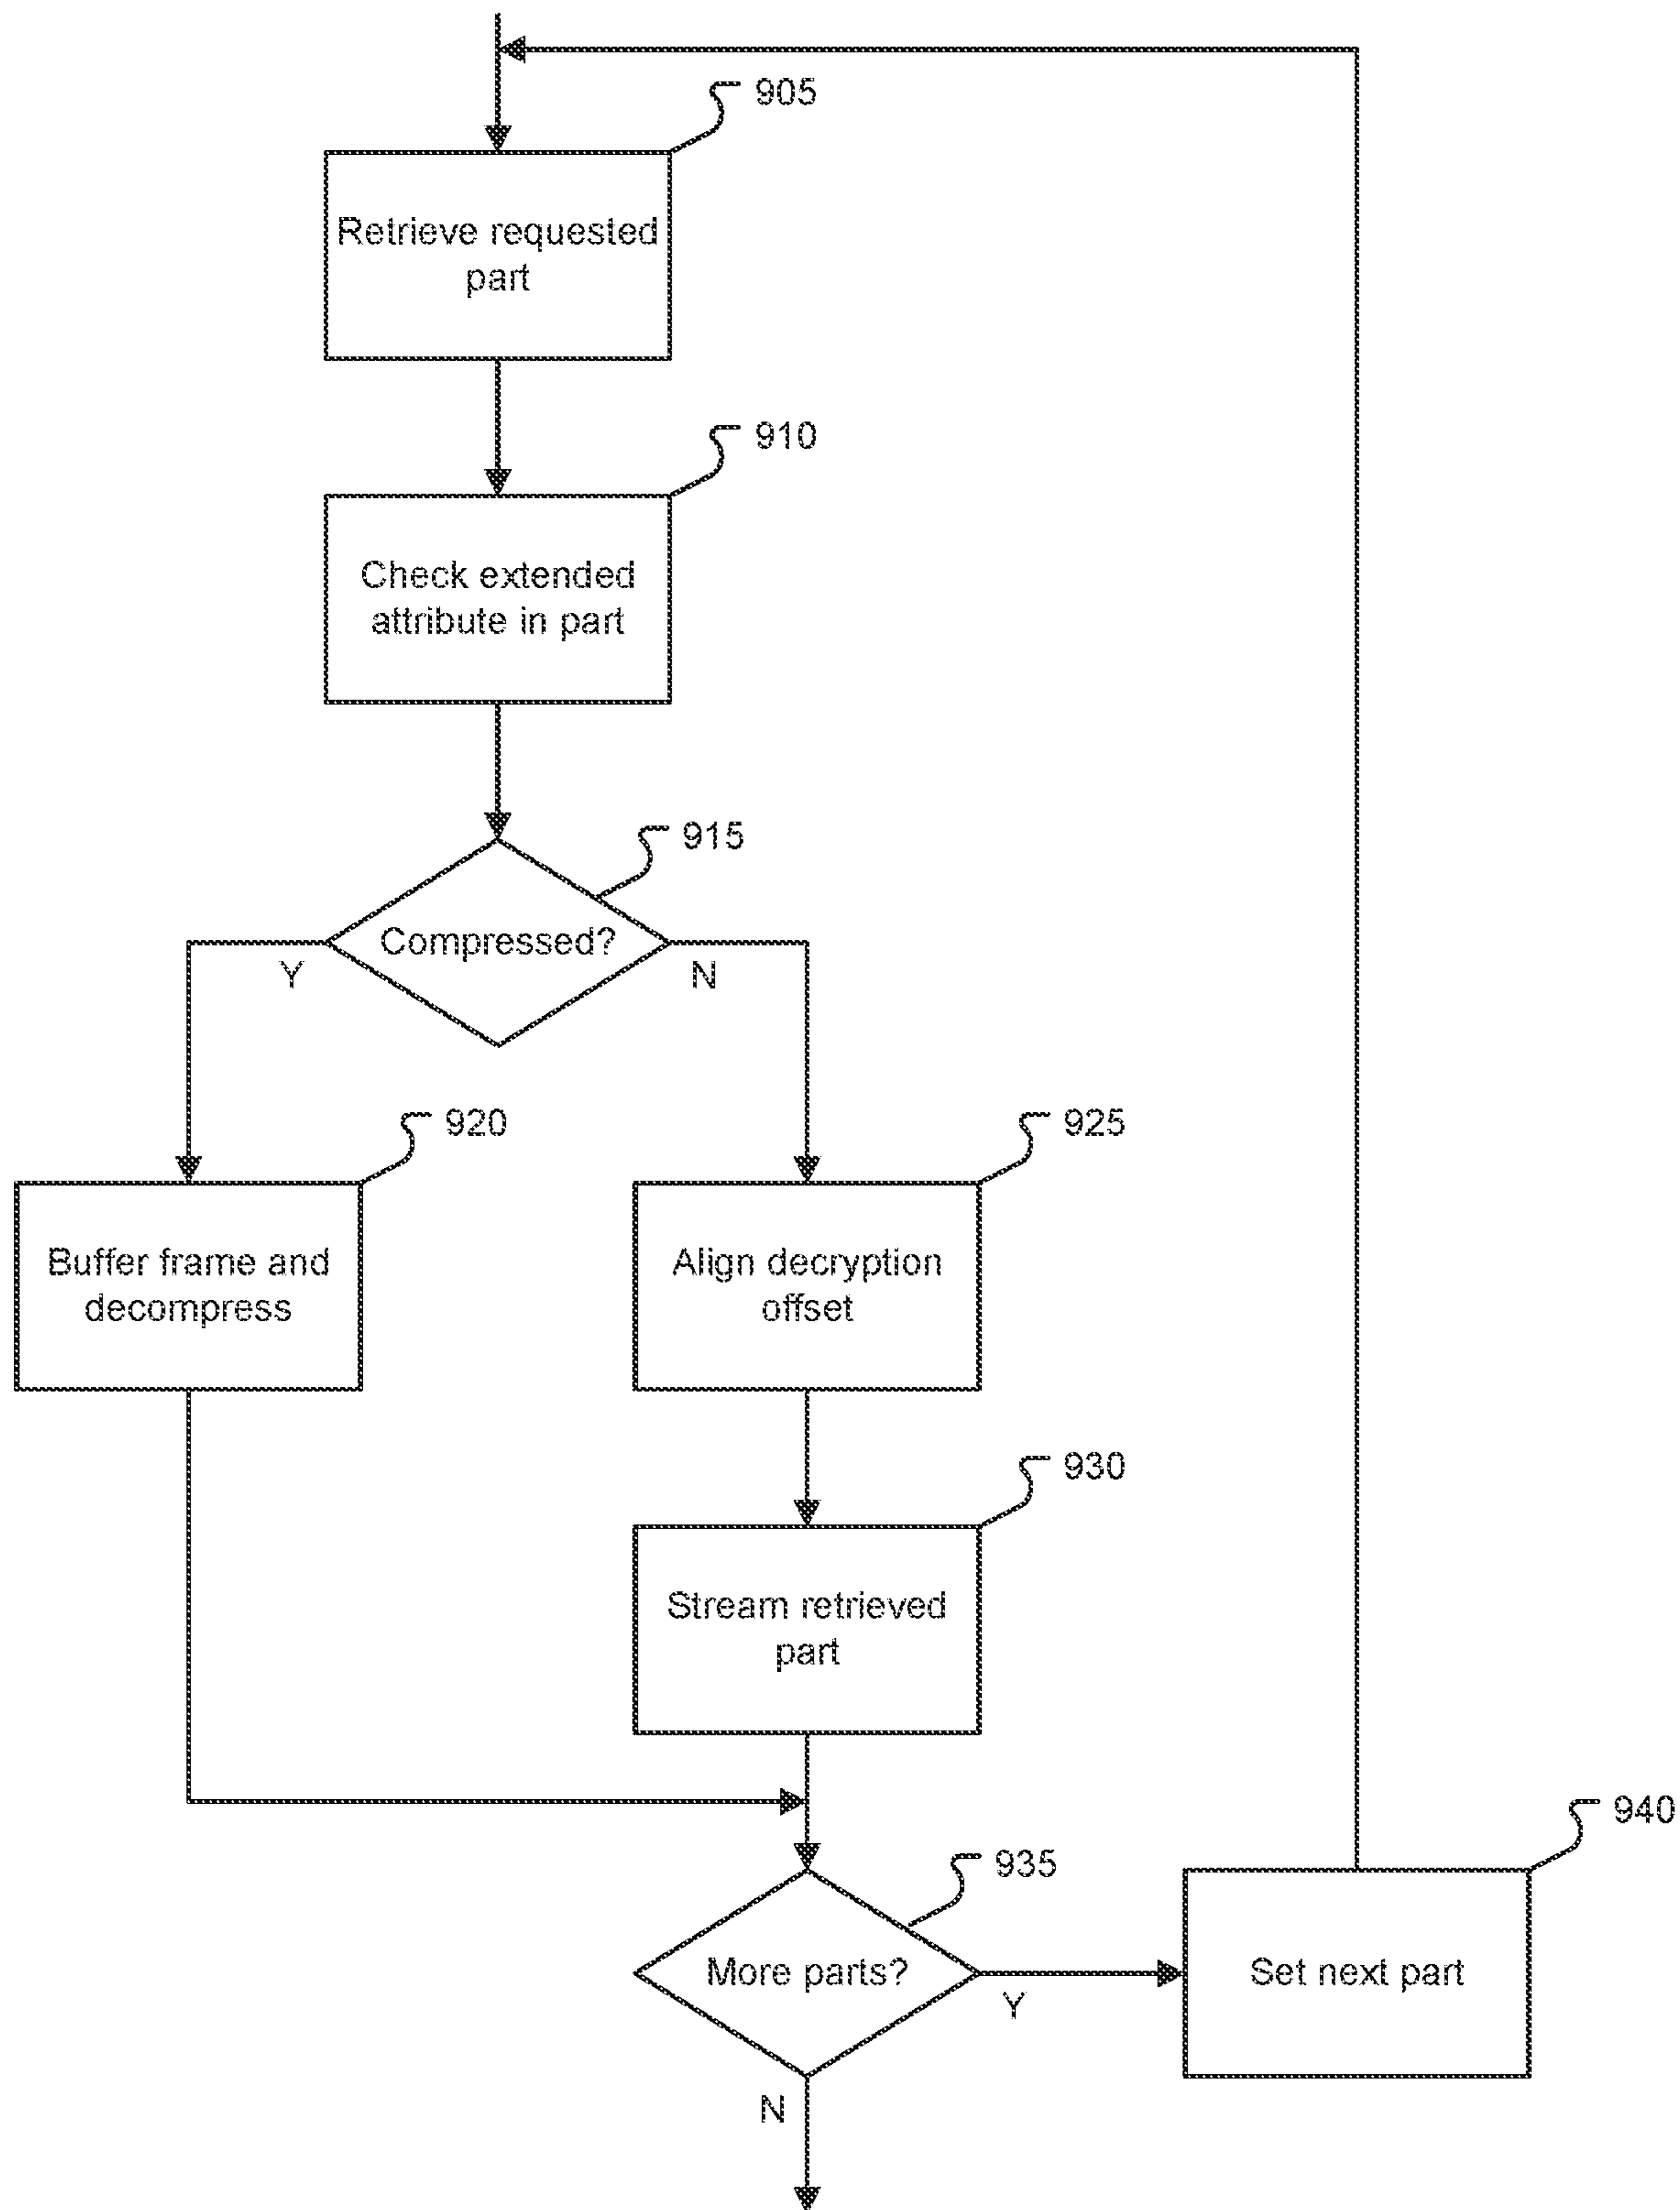 905
Retrieve requested
part
910
Check extended
attribute in part
915
Compressed?
Y
N
920
925
Buffer frame and
decompress
Align decryption
offset
930
Stream retrieved
part
940
935
More parts?
Set next part
Y
N